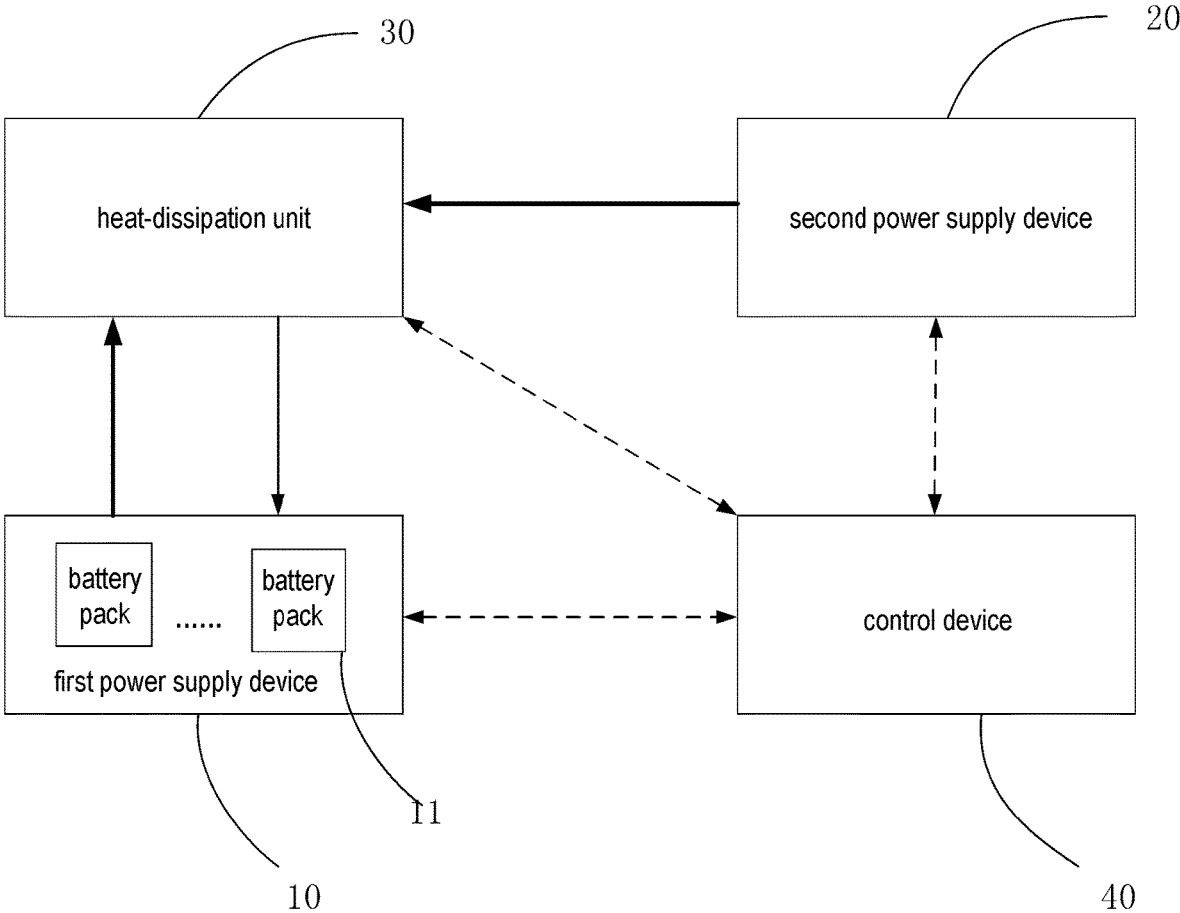 30
20
heat-dissipation unit
second power supply device
battery
pack
......
battery
pack
first power supply device
control device
11
10
40